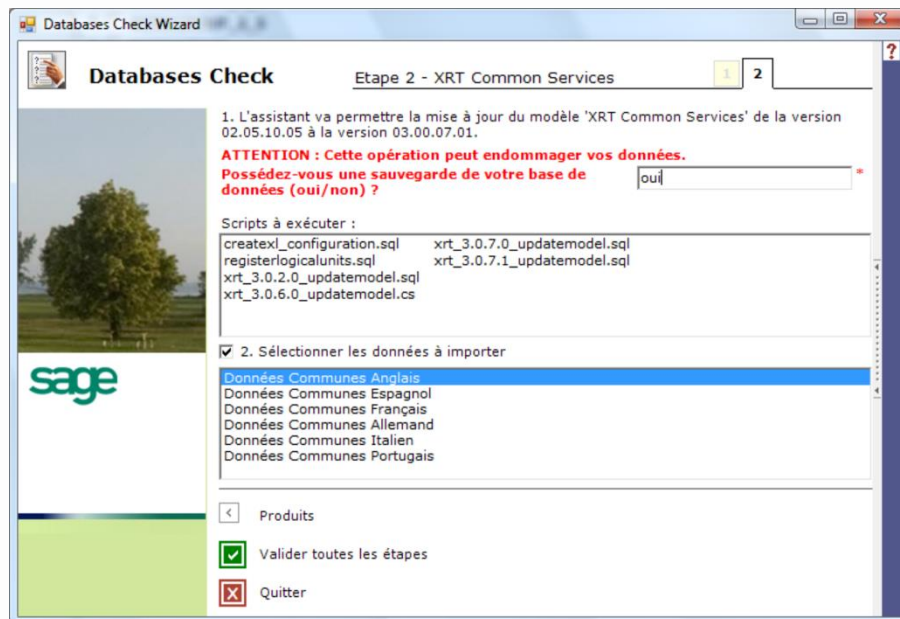 Databases Check Wizard
?
Databases Check
Etape 2 - XRT Common Services
1
2
1. L'assistant va permettre la mise à jour du modèle 'XRT Common Services' de la version
02.05.10.05 à la version 03.00.07.01.
ATTENTION : Cette opération peut endommager vos données.
Possédez-vous une sauvegarde de votre base de
données (oui/non) ?
oui
*
Scripts à exécuter :
createxl_configuration.sql xrt_3.0.7.0_updatemodel.sql
registerlogicalunits.sql xrt_3.0.7.1_updatemodel.sql
xrt_3.0.2.0_updatemodel.sql
xrt_3.0.6.0_updatemodel.cs
2. Sélectionner les données à importer
sage
Données Communes Anglais
Données Communes Espagnol
Données Communes Français
Données Communes Allemand
Données Communes Italien
Données Communes Portugais
< Produits
Valider toutes les étapes
Quitter